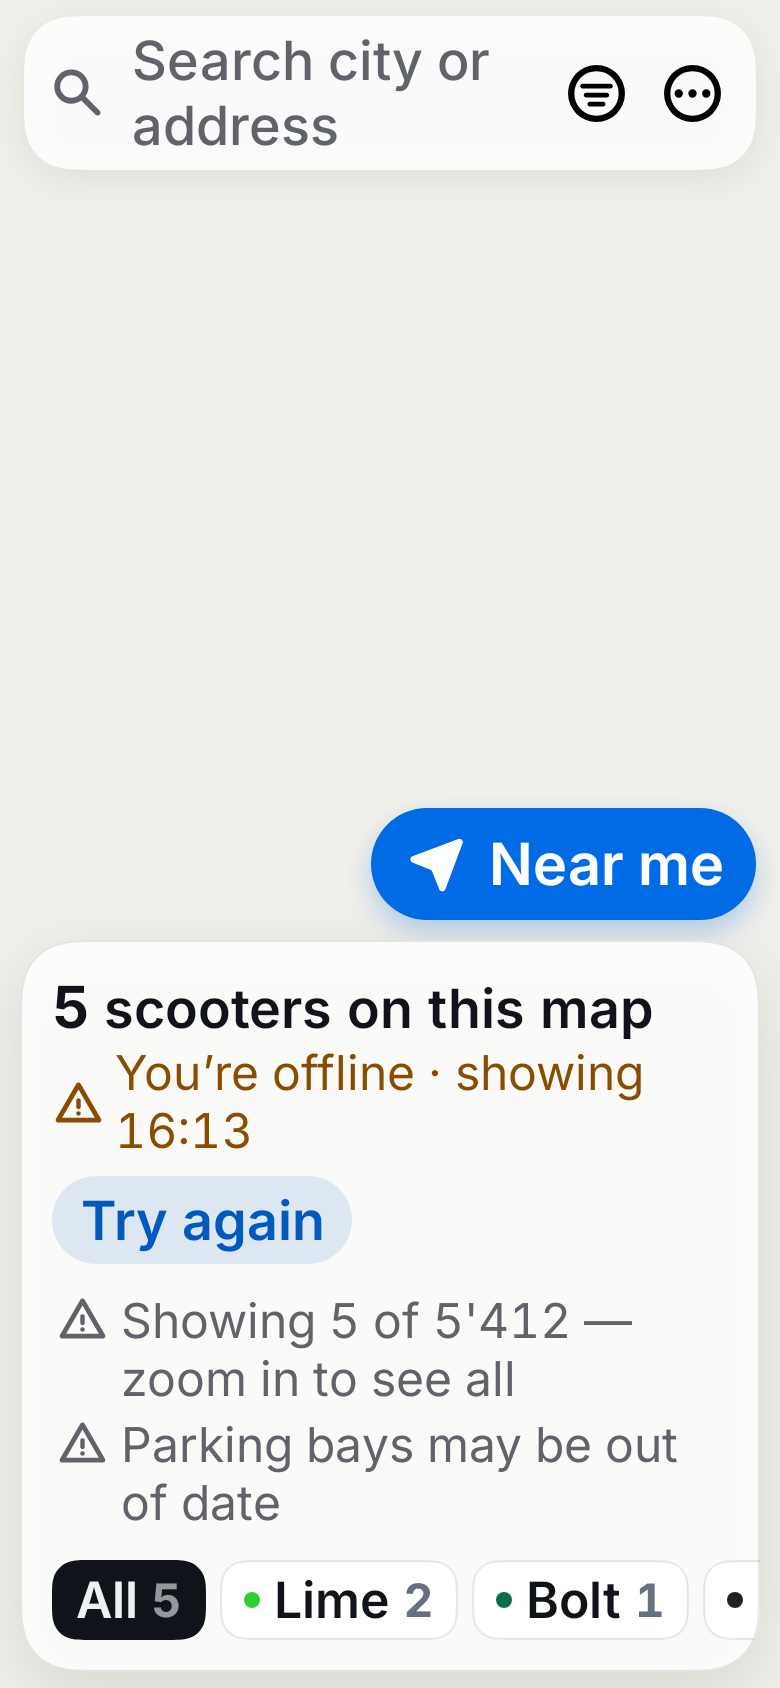 Search city or
address
Near me
5 scooters on this map
You’re offline · showing
16:13
Try again
Showing 5 of 5'412 —
zoom in to see all
Parking bays may be out
of date
All 5
Lime 2
Bolt 1